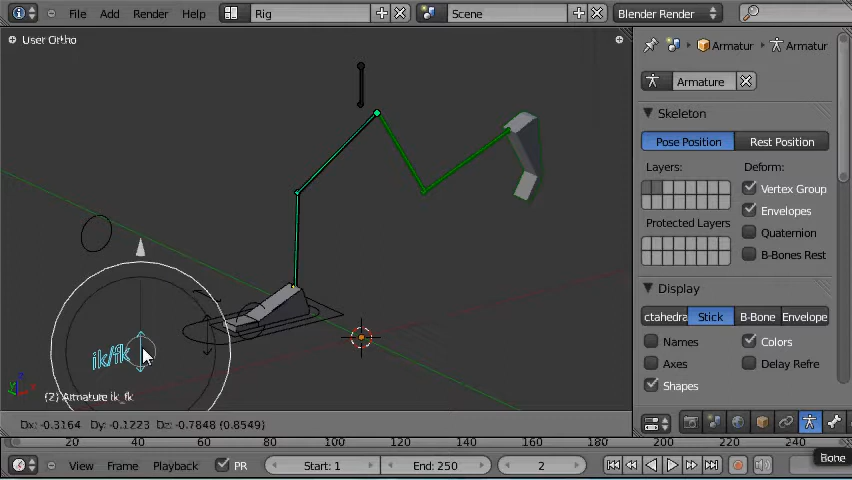 File Add Render Help Rig Scene Blender Render
User Ortho
Armatur Armatur
Armature
Skeleton
Pose Position Rest Position
Layers: Deform:
Vertex Group
Envelopes
Protected Layers Quaternion
B-Bones Rest
Display
ctahedra Stick B-Bone Envelope
Names Colors
Axes Delay Refre
Shapes
ik/fk
(2) Armature ik_fk
Dx: -0.3164 Dy: -0.1223 Dz: -0.7848 (0.8549)
20 40 60 80 100 120 140 160 180 200 220 240
View Frame Playback PR Start: 1 End: 250 2
Bone